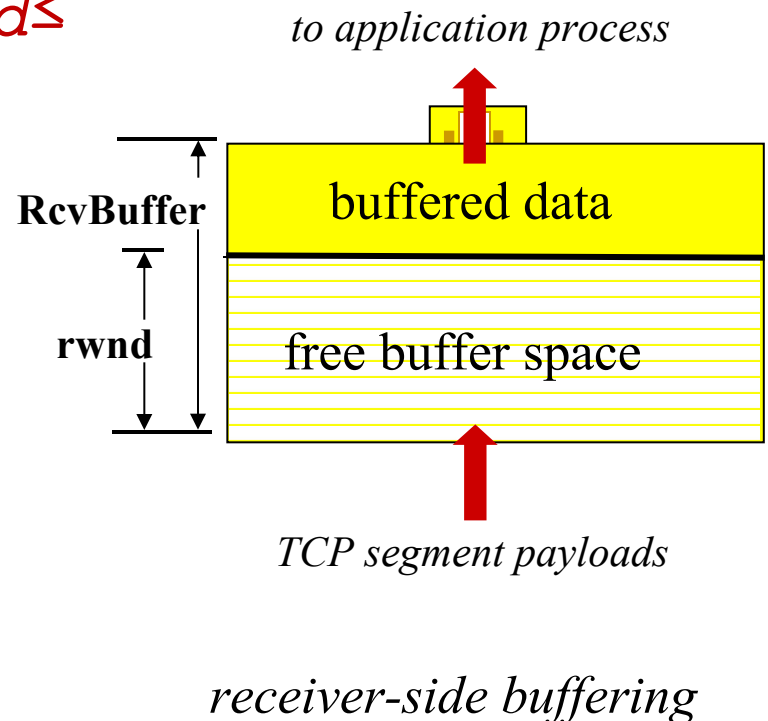 d≤
to application process
RcvBuffer
buffered data
rwnd
free buffer space
TCP segment payloads
receiver-side buffering